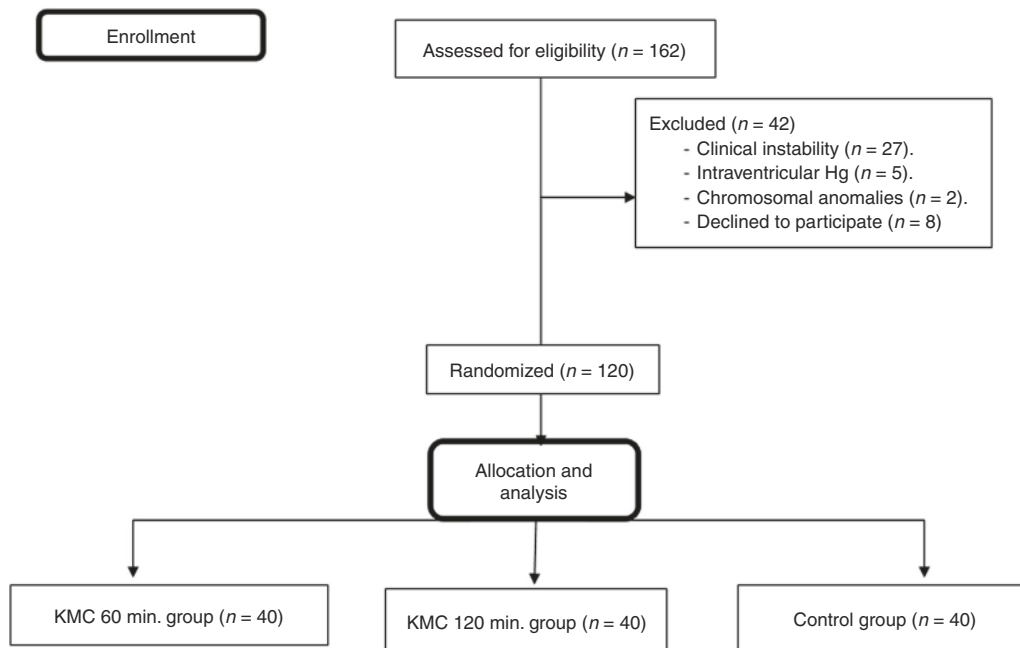 Enrollment
Assessed for eligibility (n = 162)
Excluded (n = 42)
- Clinical instability (n = 27).
- Intraventricular Hg (n = 5).
- Chromosomal anomalies (n = 2).
- Declined to participate (n = 8)
Randomized (n = 120)
Allocation and
analysis
KMC 60 min. group (n = 40)
KMC 120 min. group (n = 40)
Control group (n = 40)